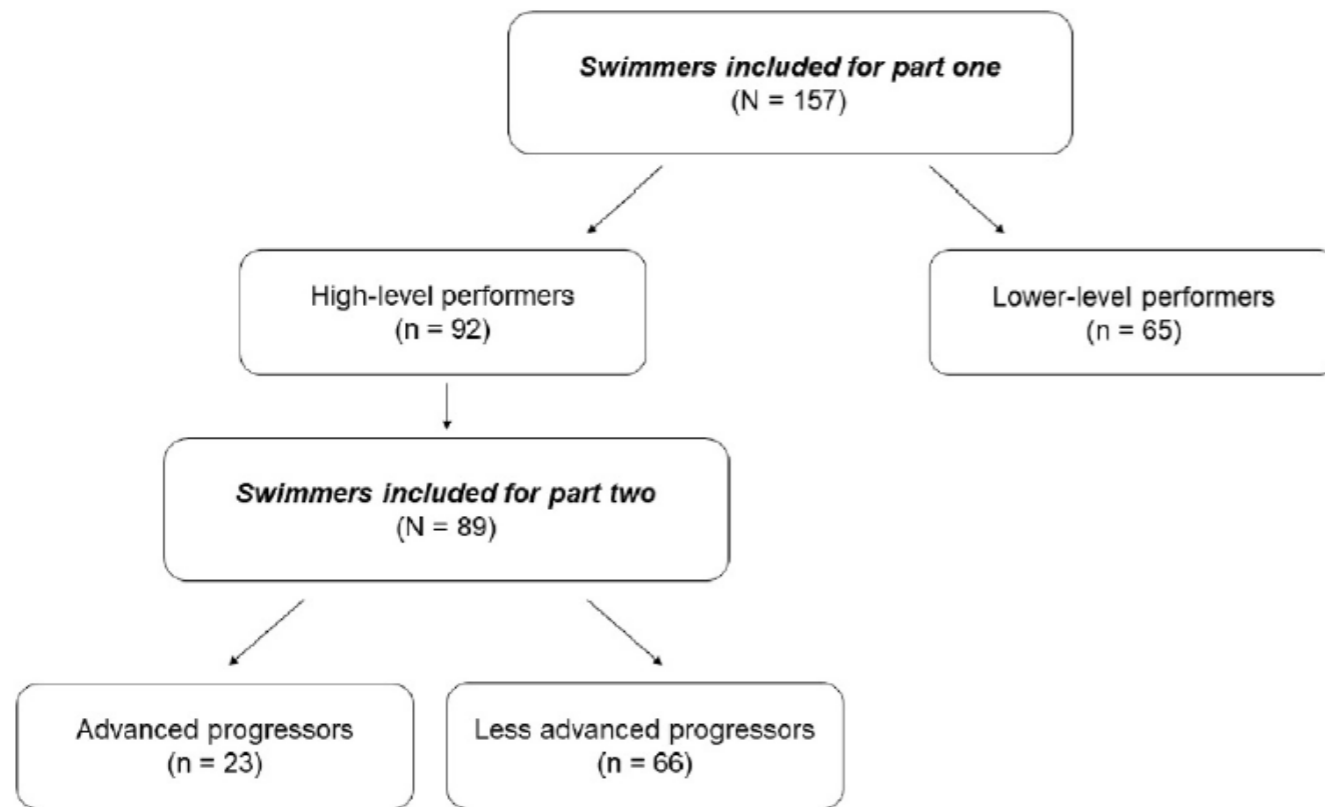 Swimmers included for part one
(N = 157)
High-level performers
(n = 92)
Lower-level performers
(n = 65)
Swimmers included for part two
(N = 89)
Advanced progressors
(n = 23)
Less advanced progressors
(n = 66)